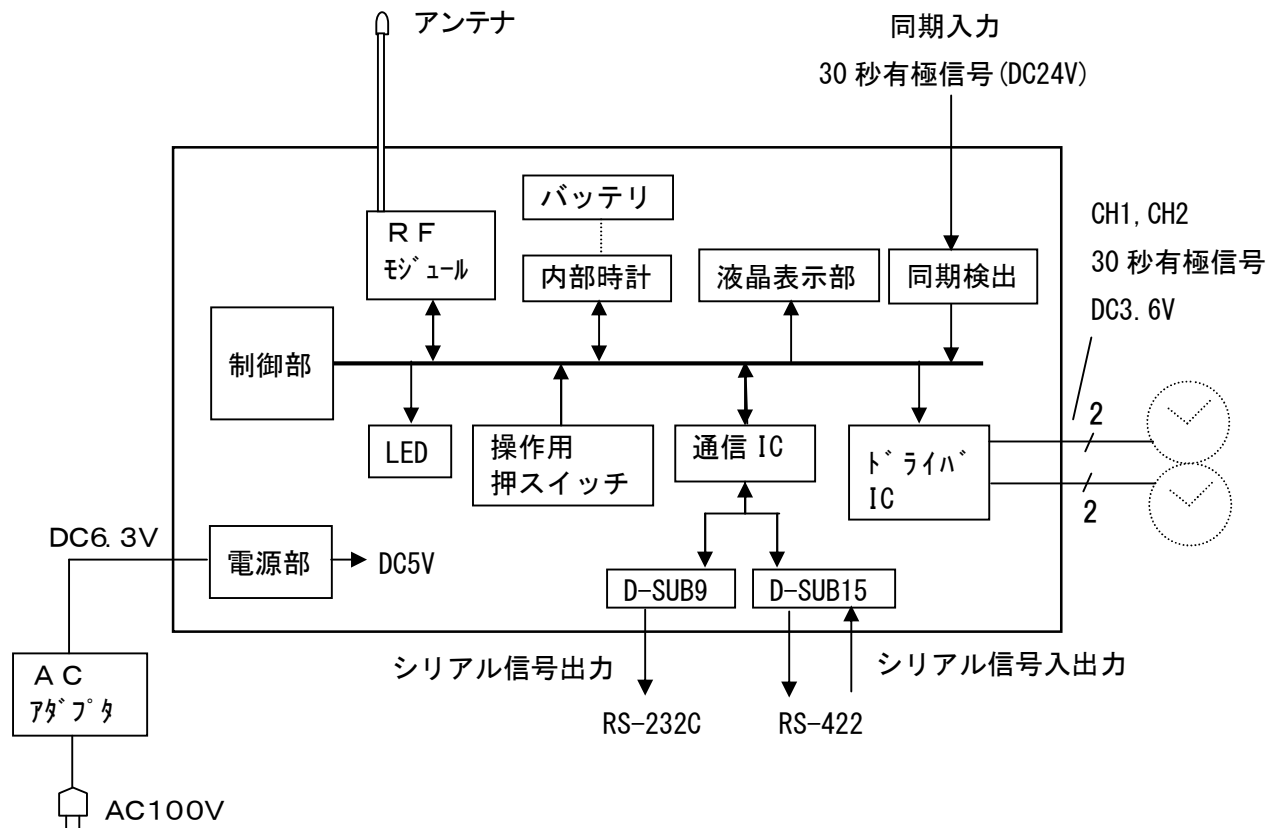 アンテナ
同期入力
30秒有極信号(DC24V)
バッテリ
RF
モジュール
内部時計
液晶表示部
同期検出
CH1,CH2
30秒有極信号
DC3.6V
制御部
LED
操作用
押スイッチ
通信IC
ドライバ
IC
2
2
DC6.3V
電源部
DC5V
D-SUB9
D-SUB15
シリアル信号出力
シリアル信号入出力
AC
アダプタ
RS-232C
RS-422
AC100V